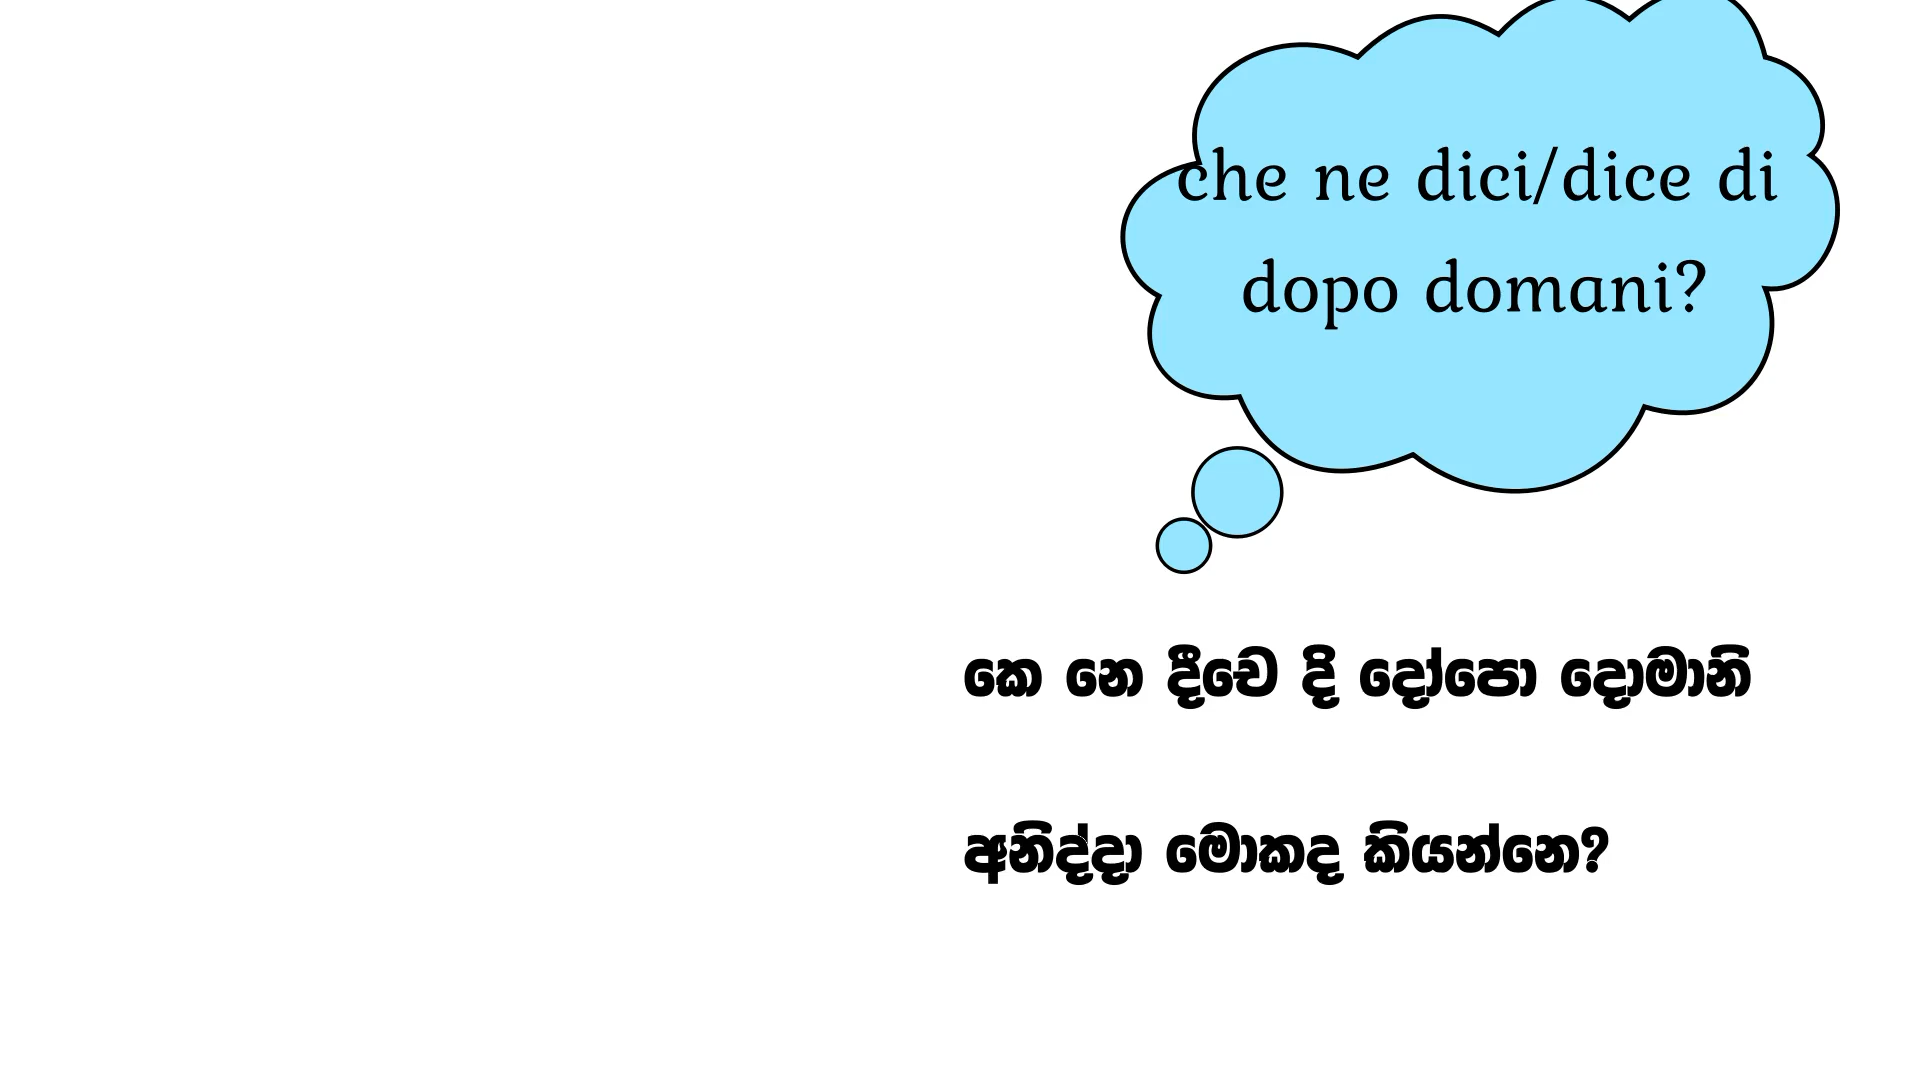 che ne dici/dice di
dopo domani?
කෙ නෙ දීචෙ දි දෝපො දොමානි
අනිද්දා මොකද කියන්නෙ?